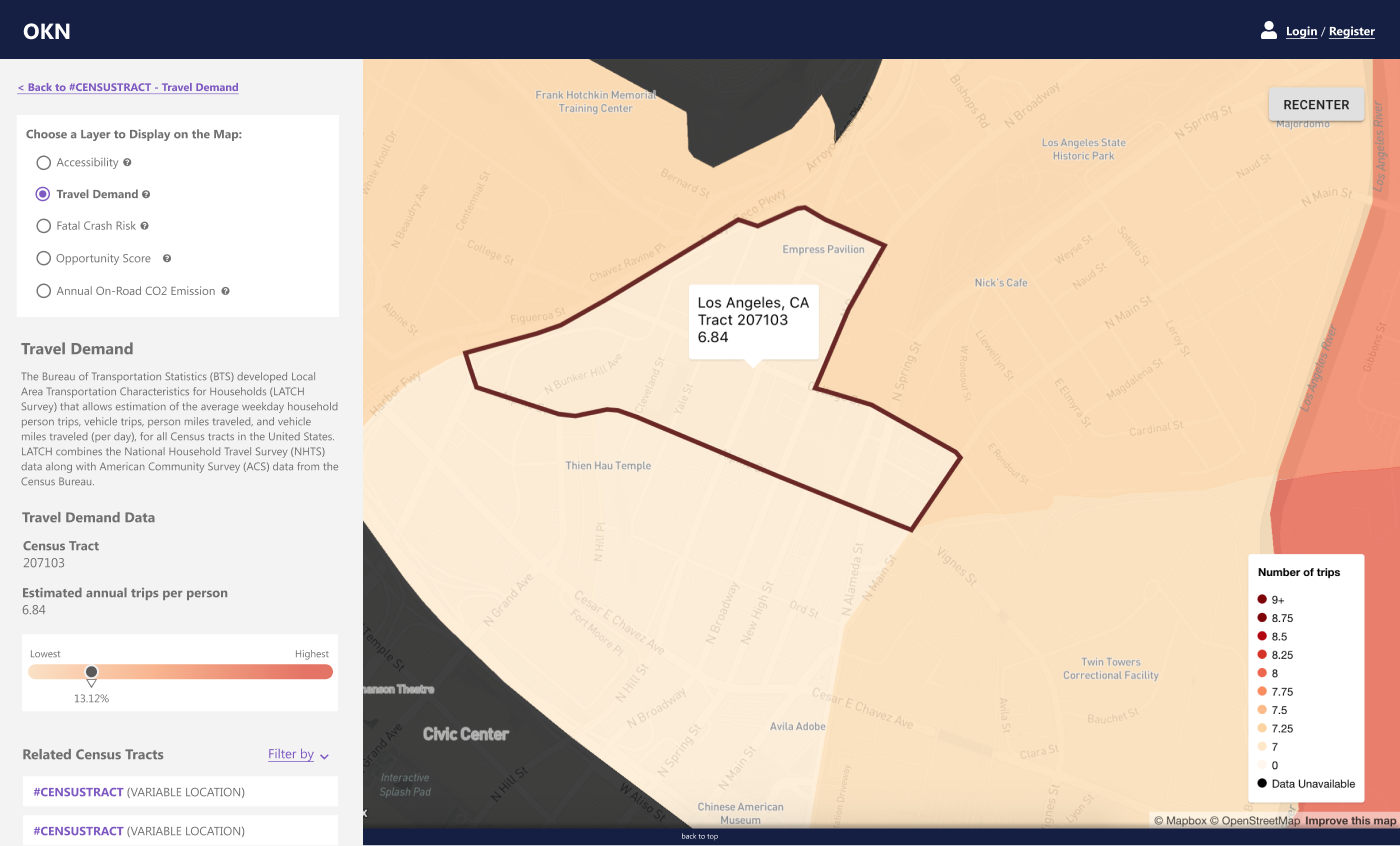 OKN
Login / Register
< Back to #CENSUSTRACT - Travel Demand
Choose a Layer to Display on the Map:
Accessibility
Travel Demand
Fatal Crash Risk
Opportunity Score
Annual On-Road CO2 Emission
Travel Demand
The Bureau of Transportation Statistics (BTS) developed Local
Area Transportation Characteristics for Households (LATCH
Survey) that allows estimation of the average weekday household
person trips, vehicle trips, person miles traveled, and vehicle
miles traveled (per day), for all Census tracts in the United States.
LATCH combines the National Household Travel Survey (NHTS)
data along with American Community Survey (ACS) data from the
Census Bureau.
Travel Demand Data
Census Tract
207103
Estimated annual trips per person
6.84
Lowest Highest
13.12%
Related Census Tracts Filter by
#CENSUSTRACT (VARIABLE LOCATION)
#CENSUSTRACT (VARIABLE LOCATION)
Frank Hotchkin Memorial
Training Center
Bishops Rd
N Broadway
N Spring St
RECENTER
Majordomo
Los Angeles River
Los Angeles State
Historic Park
Naud St
N Main St
White Knoll Dr
N Beaudry Ave
Centennial St
Bernard St
College St
Chavez Ravine Pl
Empress Pavilion
Weyse St
Sotello St
Naud St
Nick's Cafe
Alpine St
Figueroa St
Los Angeles, CA
Tract 207103
6.84
N Main St
Leroy St
Gibbons St
Los Angeles River
Harbor Fwy
N Bunker Hill Ave
Cleveland St
Yale St
N Spring St
W Rondout St
Llewellyn St
Magdalena St
E Elmyra St
Cardinal St
E Rondout St
Thien Hau Temple
N Hill Pl
N Alameda St
N Main St
Vignes St
N Grand Ave
Cesar E Chavez Ave
Fort Moore Pl
N Broadway
New High St
Ord St
Temple St
N Hill St
N Broadway
Twin Towers
Correctional Facility
Cesar E Chavez Ave
Avila St
Bauchet St
Civic Center
Avila Adobe
N Spring St
N Main St
Clara St
Interactive
Splash Pad
N Hill St
Lyon St
Chinese American
Museum
Number of trips
9+
8.75
8.5
8.25
8
7.75
7.5
7.25
7
0
Data Unavailable
© Mapbox © OpenStreetMap Improve this map
back to top